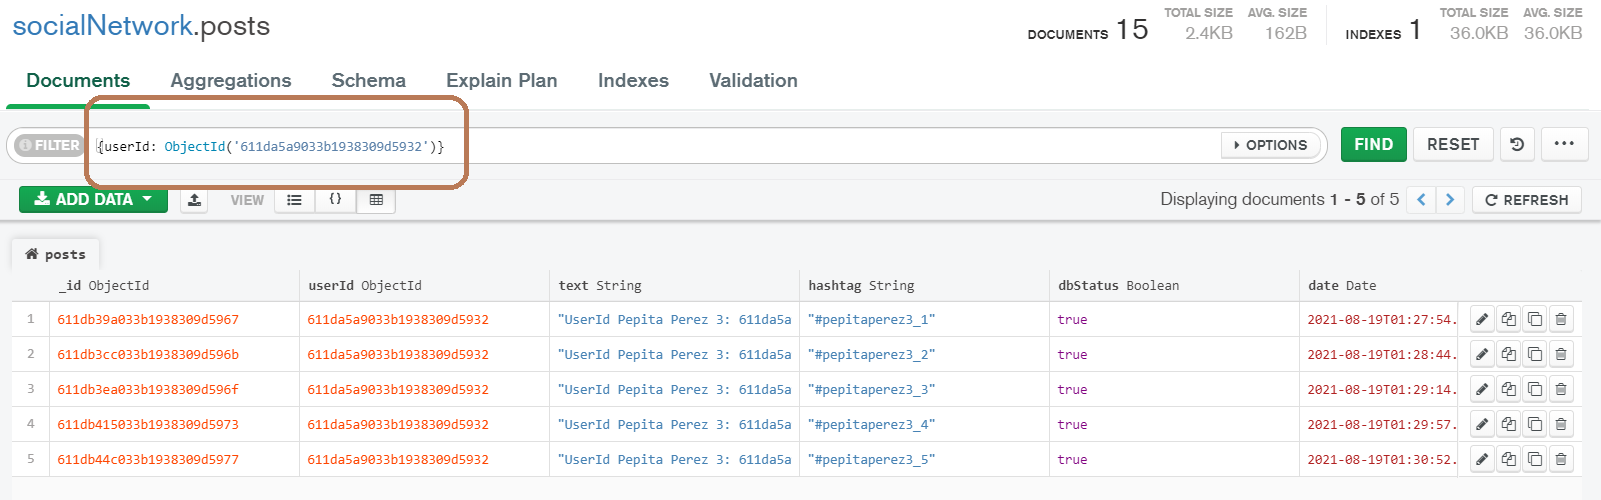 socialNetwork.posts
DOCUMENTS 15 TOTAL SIZE 2.4KB AVG. SIZE 162B INDEXES 1 TOTAL SIZE 36.0KB AVG. SIZE 36.0KB
Documents Aggregations Schema Explain Plan Indexes Validation
FILTER {userId: ObjectId('611da5a9033b1938309d5932')} OPTIONS FIND RESET ...
ADD DATA VIEW {} Displaying documents 1 - 5 of 5 < > REFRESH
posts
_id ObjectId userId ObjectId text String hashtag String dbStatus Boolean date Date
1 611db39a033b1938309d5967 611da5a9033b1938309d5932 "UserId Pepita Perez 3: 611da5a "#pepitaperez3_1" true 2021-08-19T01:27:54.
2 611db3cc033b1938309d596b 611da5a9033b1938309d5932 "UserId Pepita Perez 3: 611da5a "#pepitaperez3_2" true 2021-08-19T01:28:44.
3 611db3ea033b1938309d596f 611da5a9033b1938309d5932 "UserId Pepita Perez 3: 611da5a "#pepitaperez3_3" true 2021-08-19T01:29:14.
4 611db415033b1938309d5973 611da5a9033b1938309d5932 "UserId Pepita Perez 3: 611da5a "#pepitaperez3_4" true 2021-08-19T01:29:57.
5 611db44c033b1938309d5977 611da5a9033b1938309d5932 "UserId Pepita Perez 3: 611da5a "#pepitaperez3_5" true 2021-08-19T01:30:52.